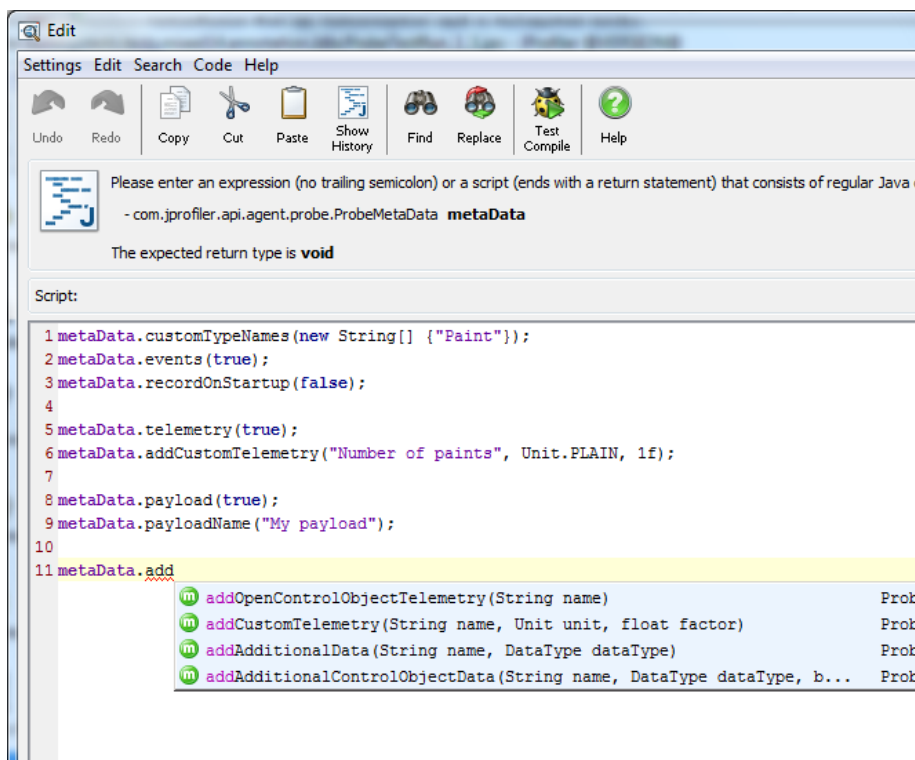 Edit
Settings Edit Search Code Help
Undo Redo Copy Cut Paste Show History Find Replace Test Compile Help
Please enter an expression (no trailing semicolon) or a script (ends with a return statement) that consists of regular Java
- com.jprofiler.api.agent.probe.ProbeMetaData metaData
The expected return type is void
Script:
1 metaData.customTypeNames(new String[] {"Paint"});
2 metaData.events(true);
3 metaData.recordOnStartup(false);
4
5 metaData.telemetry(true);
6 metaData.addCustomTelemetry("Number of paints", Unit.PLAIN, 1f);
7
8 metaData.payload(true);
9 metaData.payloadName("My payload");
10
11 metaData.add
addOpenControlObjectTelemetry(String name) Prob
addCustomTelemetry(String name, Unit unit, float factor) Prob
addAdditionalData(String name, DataType dataType) Prob
addAdditionalControlObjectData(String name, DataType dataType, b... Prob